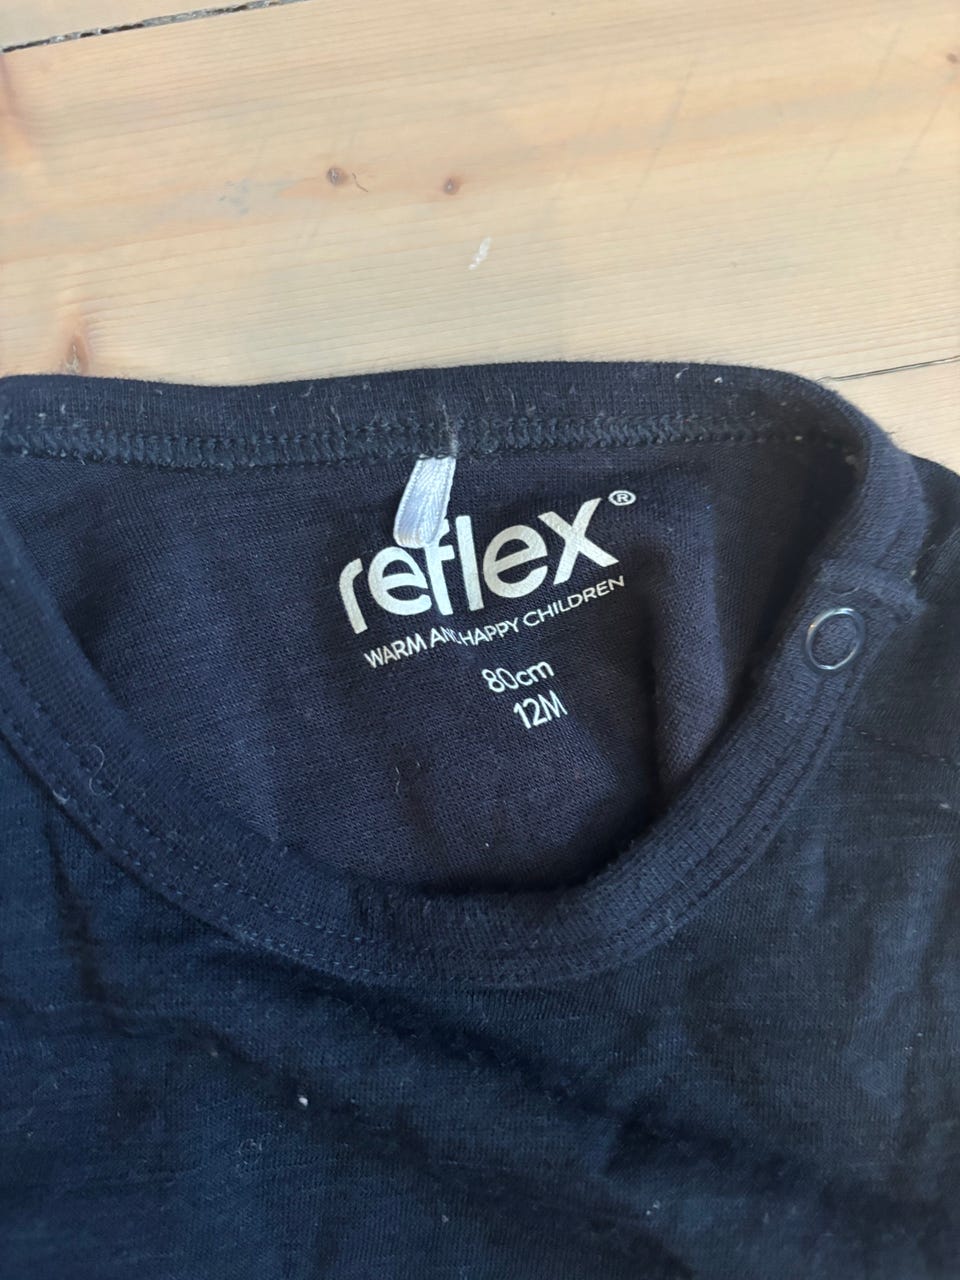 reflex®
WARM AND HAPPY CHILDREN
80cm
12M